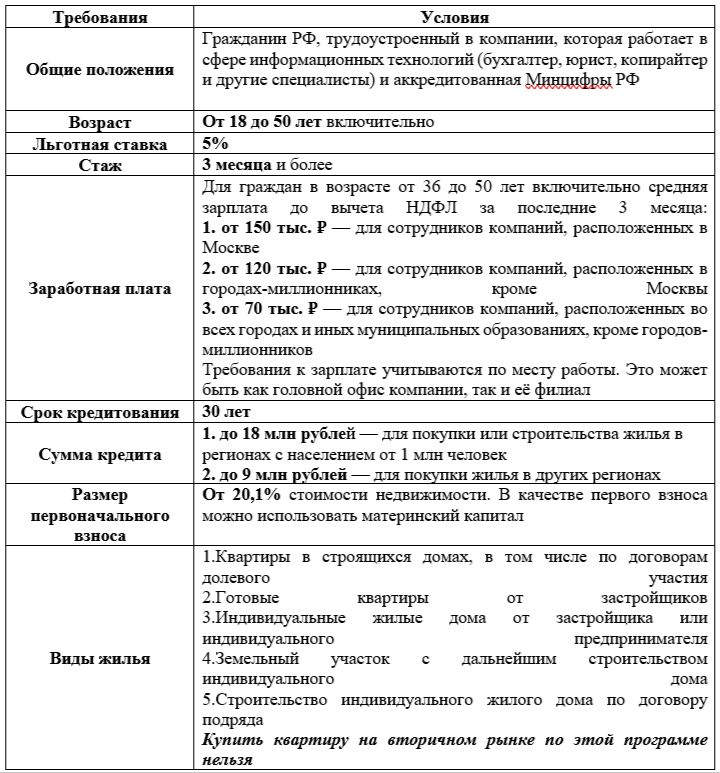 Требования
Условия
Общие положения
Гражданин РФ, трудоустроенный в компании, которая работает в
сфере информационных технологий (бухгалтер, юрист, копирайтер
и другие специалисты) и аккредитованная Минцифры РФ
Возраст
От 18 до 50 лет включительно
Льготная ставка
5%
Стаж
3 месяца и более
Заработная плата
Для граждан в возрасте от 36 до 50 лет включительно средняя
зарплата до вычета НДФЛ за последние 3 месяца:
1. от 150 тыс. ₽ — для сотрудников компаний, расположенных в
Москве
2. от 120 тыс. ₽ — для сотрудников компаний, расположенных в
городах-миллионниках, кроме Москвы
3. от 70 тыс. ₽ — для сотрудников компаний, расположенных во
всех городах и иных муниципальных образованиях, кроме городов-
миллионников
Требования к зарплате учитываются по месту работы. Это может
быть как головной офис компании, так и её филиал
Срок кредитования
30 лет
Сумма кредита
1. до 18 млн рублей — для покупки или строительства жилья в
регионах с населением от 1 млн человек
2. до 9 млн рублей — для покупки жилья в других регионах
Размер
первоначального
взноса
От 20,1% стоимости недвижимости. В качестве первого взноса
можно использовать материнский капитал
Виды жилья
1.Квартиры в строящихся домах, в том числе по договорам
долевого участия
2.Готовые квартиры от застройщиков
3.Индивидуальные жилые дома от застройщика или
индивидуального предпринимателя
4.Земельный участок с дальнейшим строительством
индивидуального дома
5.Строительство индивидуального жилого дома по договору
подряда
Купить квартиру на вторичном рынке по этой программе
нельзя